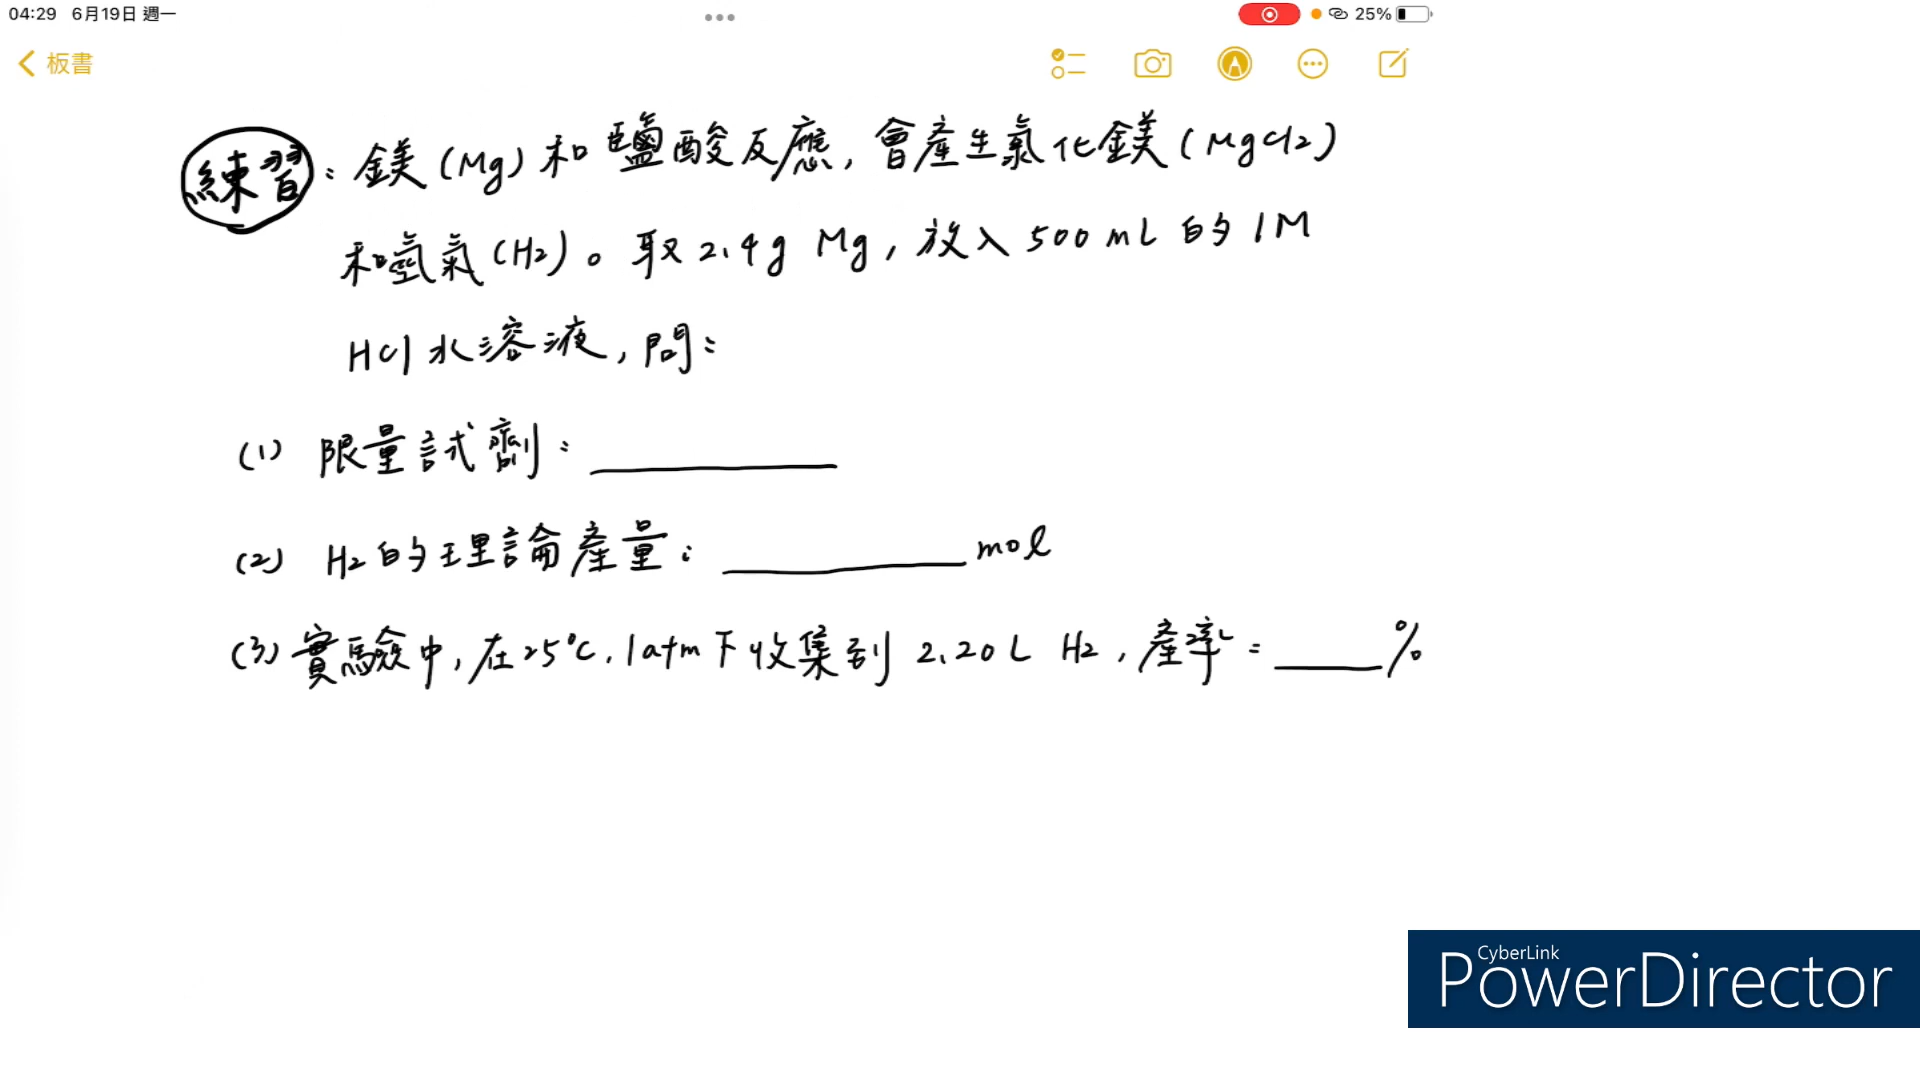 04:29 6月19日 週一
25%
板書
練習：鎂(Mg)和鹽酸反應，會產生氯化鎂(MgCl2)
和氫氣(H2)。取2.4g Mg，放入500mL的1M
HCl水溶液，問：
(1) 限量試劑：
(2) H2的理論產量： mol
(3) 實驗中，在25°C，1atm下收集到 2.20L H2，產率= %
CyberLink
PowerDirector